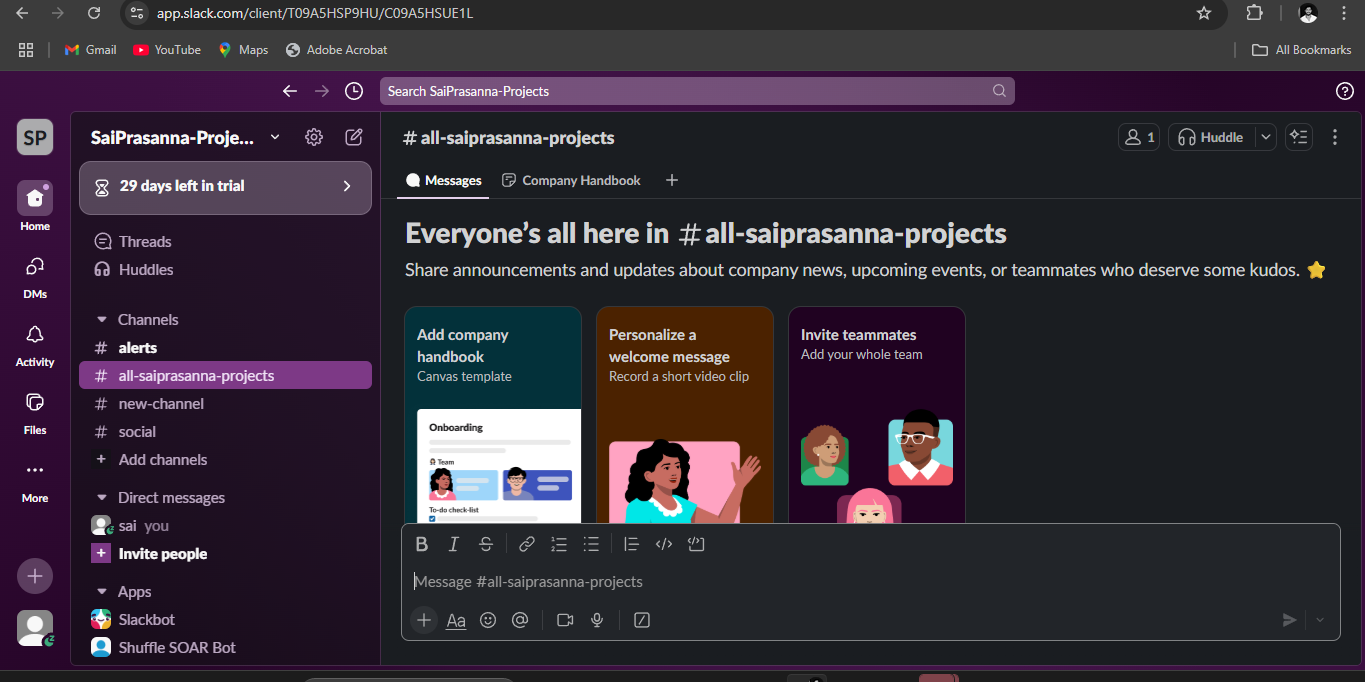 app.slack.com/client/T09A5HSP9HU/C09A5HSUE1L
Gmail
YouTube
Maps
Adobe Acrobat
All Bookmarks
Search SaiPrasanna-Projects
SP
Home
DMs
Activity
Files
More
SaiPrasanna-Proje...
29 days left in trial
Threads
Huddles
Channels
# alerts
# all-saiprasanna-projects
# new-channel
# social
+ Add channels
Direct messages
sai you
+ Invite people
Apps
Slackbot
Shuffle SOAR Bot
# all-saiprasanna-projects
1
Huddle
Messages
Company Handbook
Everyone’s all here in # all-saiprasanna-projects
Share announcements and updates about company news, upcoming events, or teammates who deserve some kudos. ⭐
Add company
handbook
Canvas template
Onboarding
Team
To-do check-list
Personalize a
welcome message
Record a short video clip
Invite teammates
Add your whole team
B I S
Message #all-saiprasanna-projects
Aa